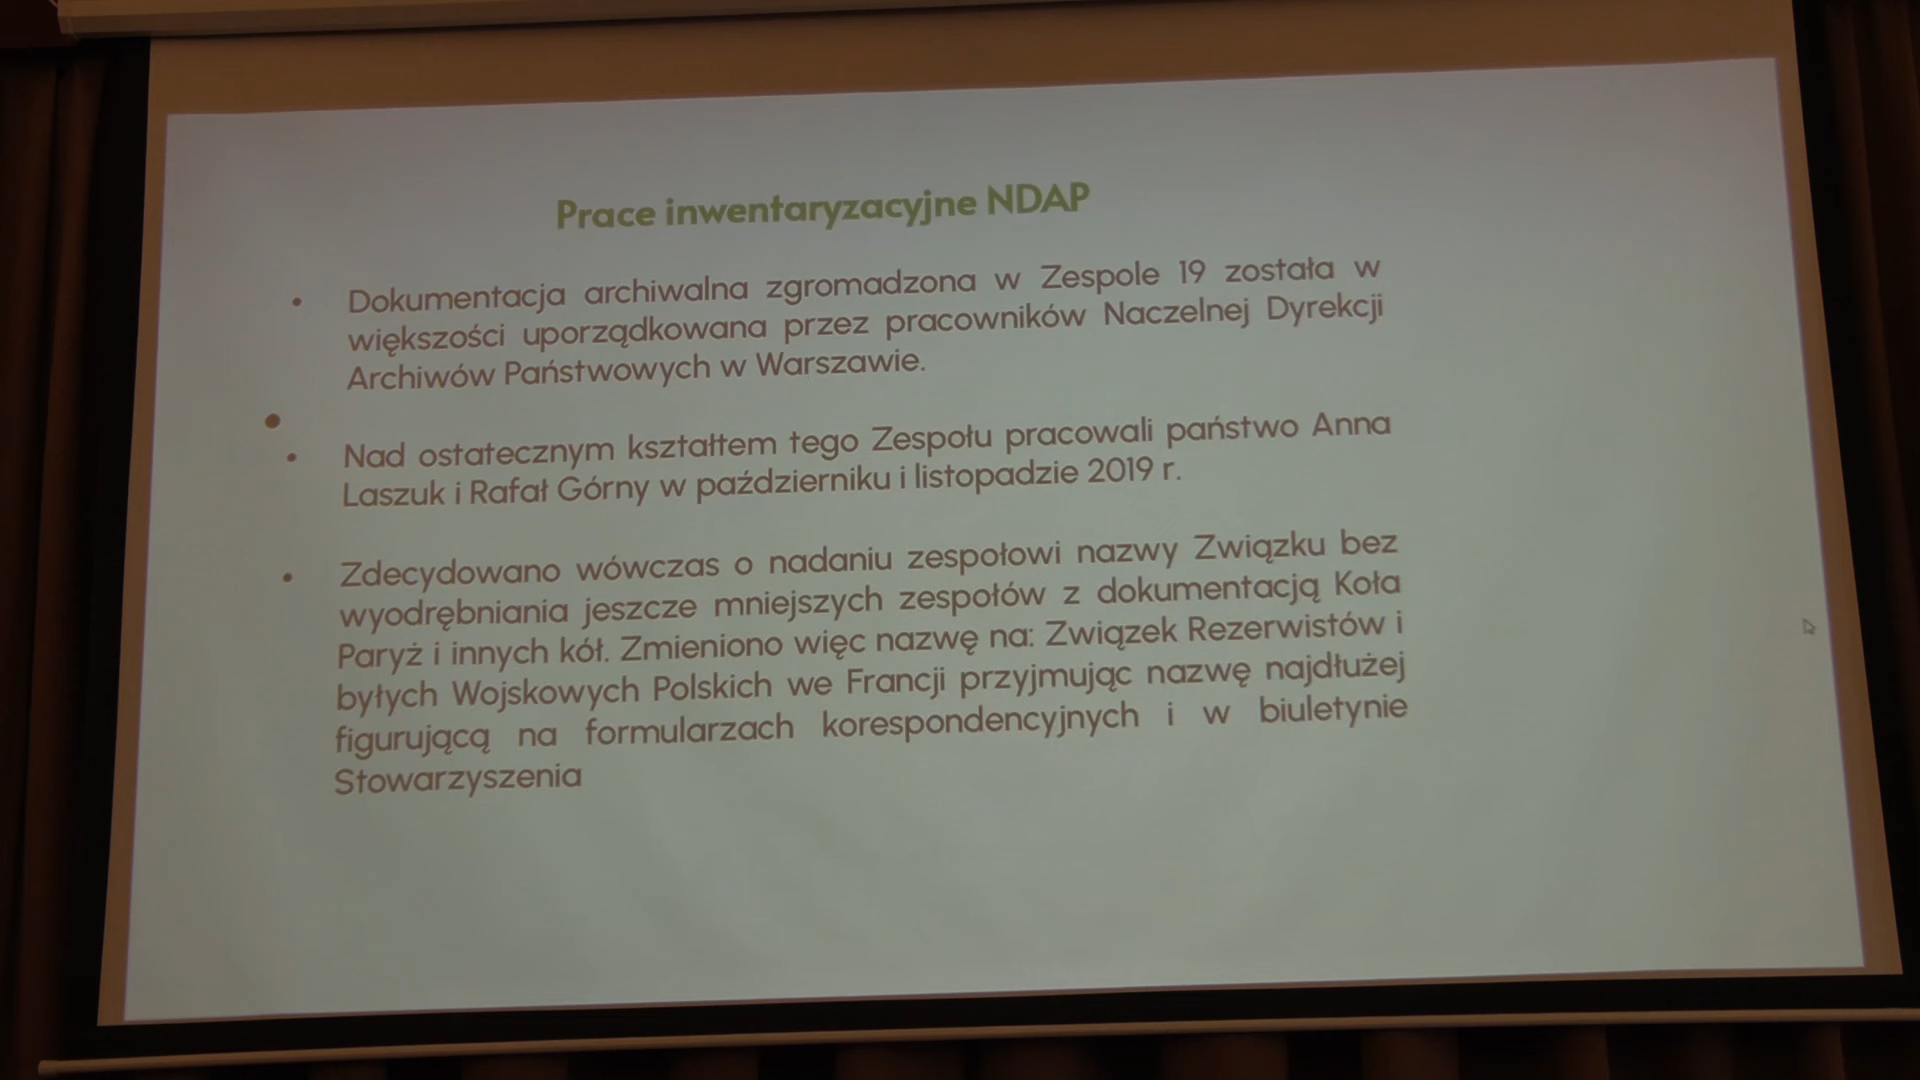 Prace inwentaryzacyjne NDAP
• Dokumentacja archiwalna zgromadzona w Zespole 19 została w
większości uporządkowana przez pracowników Naczelnej Dyrekcji
Archiwów Państwowych w Warszawie.
•
• Nad ostatecznym kształtem tego Zespołu pracowali państwo Anna
Laszuk i Rafał Górny w październiku i listopadzie 2019 r.
• Zdecydowano wówczas o nadaniu zespołowi nazwy Związku bez
wyodrębniania jeszcze mniejszych zespołów z dokumentacją Koła
Paryż i innych kół. Zmieniono więc nazwę na: Związek Rezerwistów i
byłych Wojskowych Polskich we Francji przyjmując nazwę najdłużej
figurującą na formularzach korespondencyjnych i w biuletynie
Stowarzyszenia